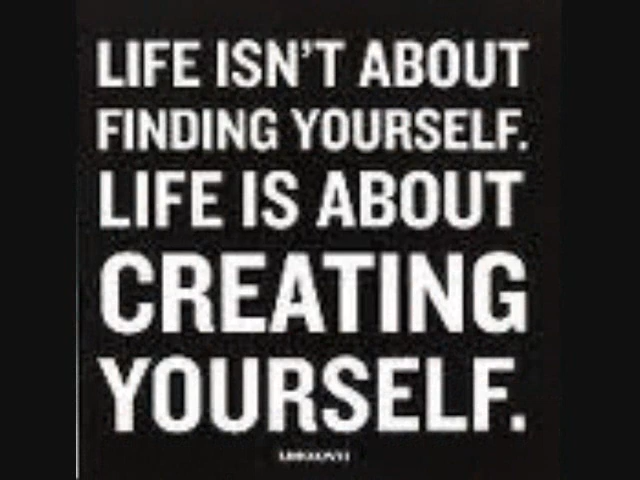 LIFE ISN'T ABOUT
FINDING YOURSELF.
LIFE IS ABOUT
CREATING
YOURSELF.